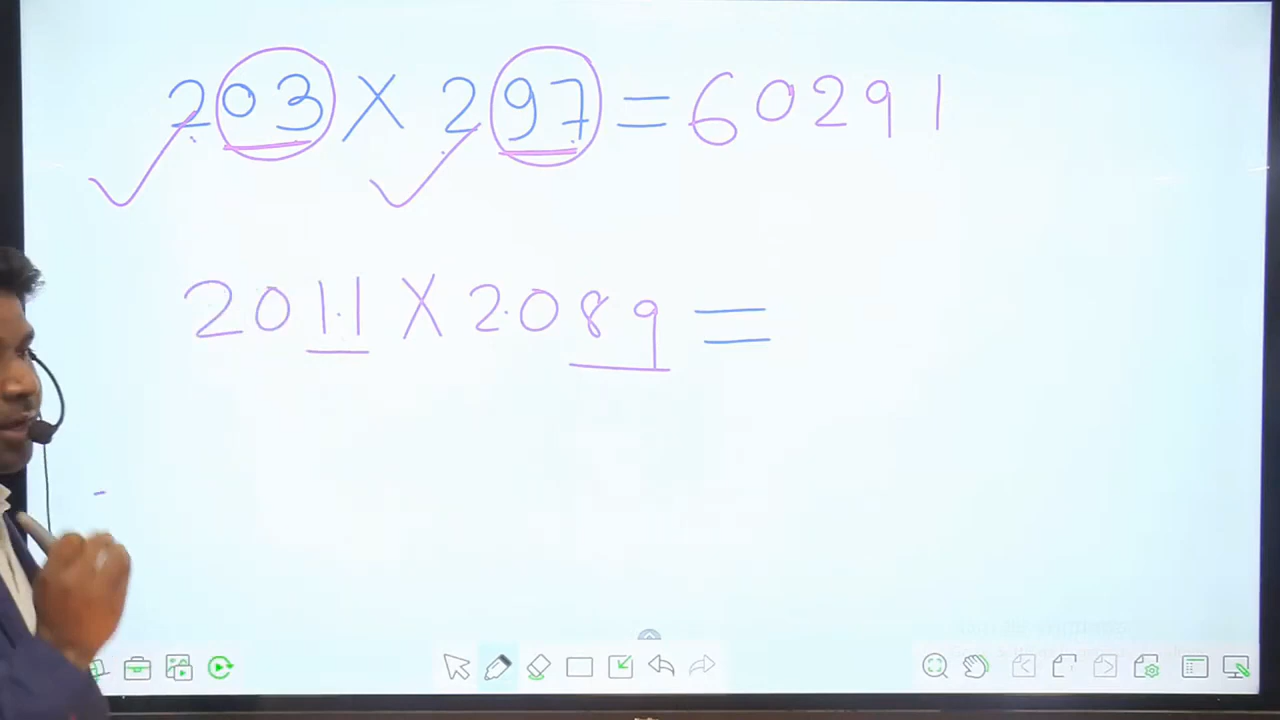 203 X 297 = 60291
2011 X 2089 =